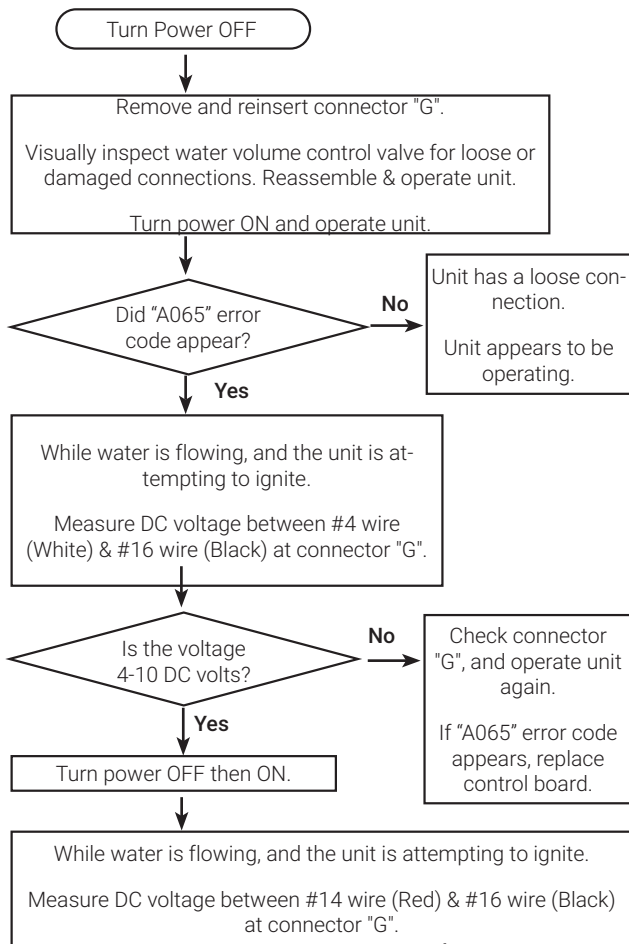 Turn Power OFF
Remove and reinsert connector "G".
Visually inspect water volume control valve for loose or
damaged connections. Reassemble & operate unit.
Turn power ON and operate unit.
Did “A065” error
code appear?
No
Unit has a loose con-
nection.
Unit appears to be
operating.
Yes
While water is flowing, and the unit is at-
tempting to ignite.
Measure DC voltage between #4 wire
(White) & #16 wire (Black) at connector "G".
Is the voltage
4-10 DC volts?
No
Check connector
"G", and operate unit
again.
If “A065” error code
appears, replace
control board.
Yes
Turn power OFF then ON.
While water is flowing, and the unit is attempting to ignite.
Measure DC voltage between #14 wire (Red) & #16 wire (Black)
at connector "G".